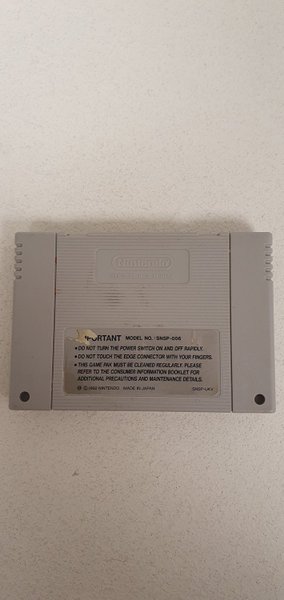 Nintendo
IMPORTANT MODEL NO. : SNSP-006
● DO NOT TURN THE POWER SWITCH ON AND OFF RAPIDLY.
● DO NOT TOUCH THE EDGE CONNECTOR WITH YOUR FINGERS.
● THIS GAME PAK MUST BE CLEANED REGULARLY. PLEASE
REFER TO THE CONSUMER INFORMATION BOOKLET FOR
ADDITIONAL PRECAUTIONS AND MAINTENANCE DETAILS.
© 1992 NINTENDO MADE IN JAPAN